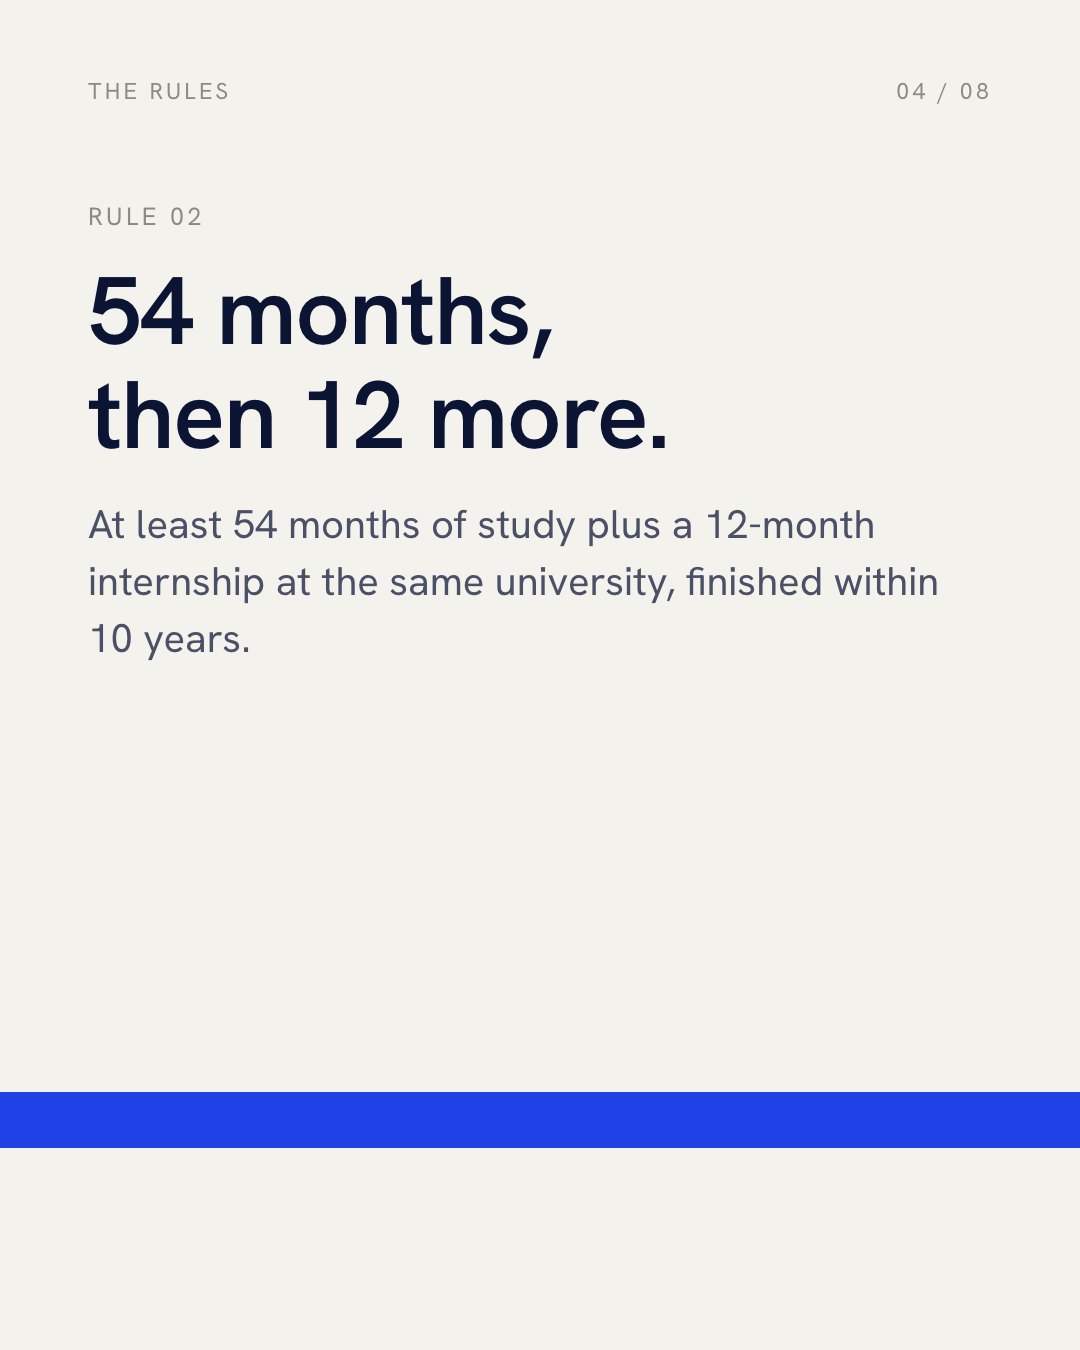 THE RULES
04 / 08
RULE 02
54 months,
then 12 more.
At least 54 months of study plus a 12-month
internship at the same university, finished within
10 years.